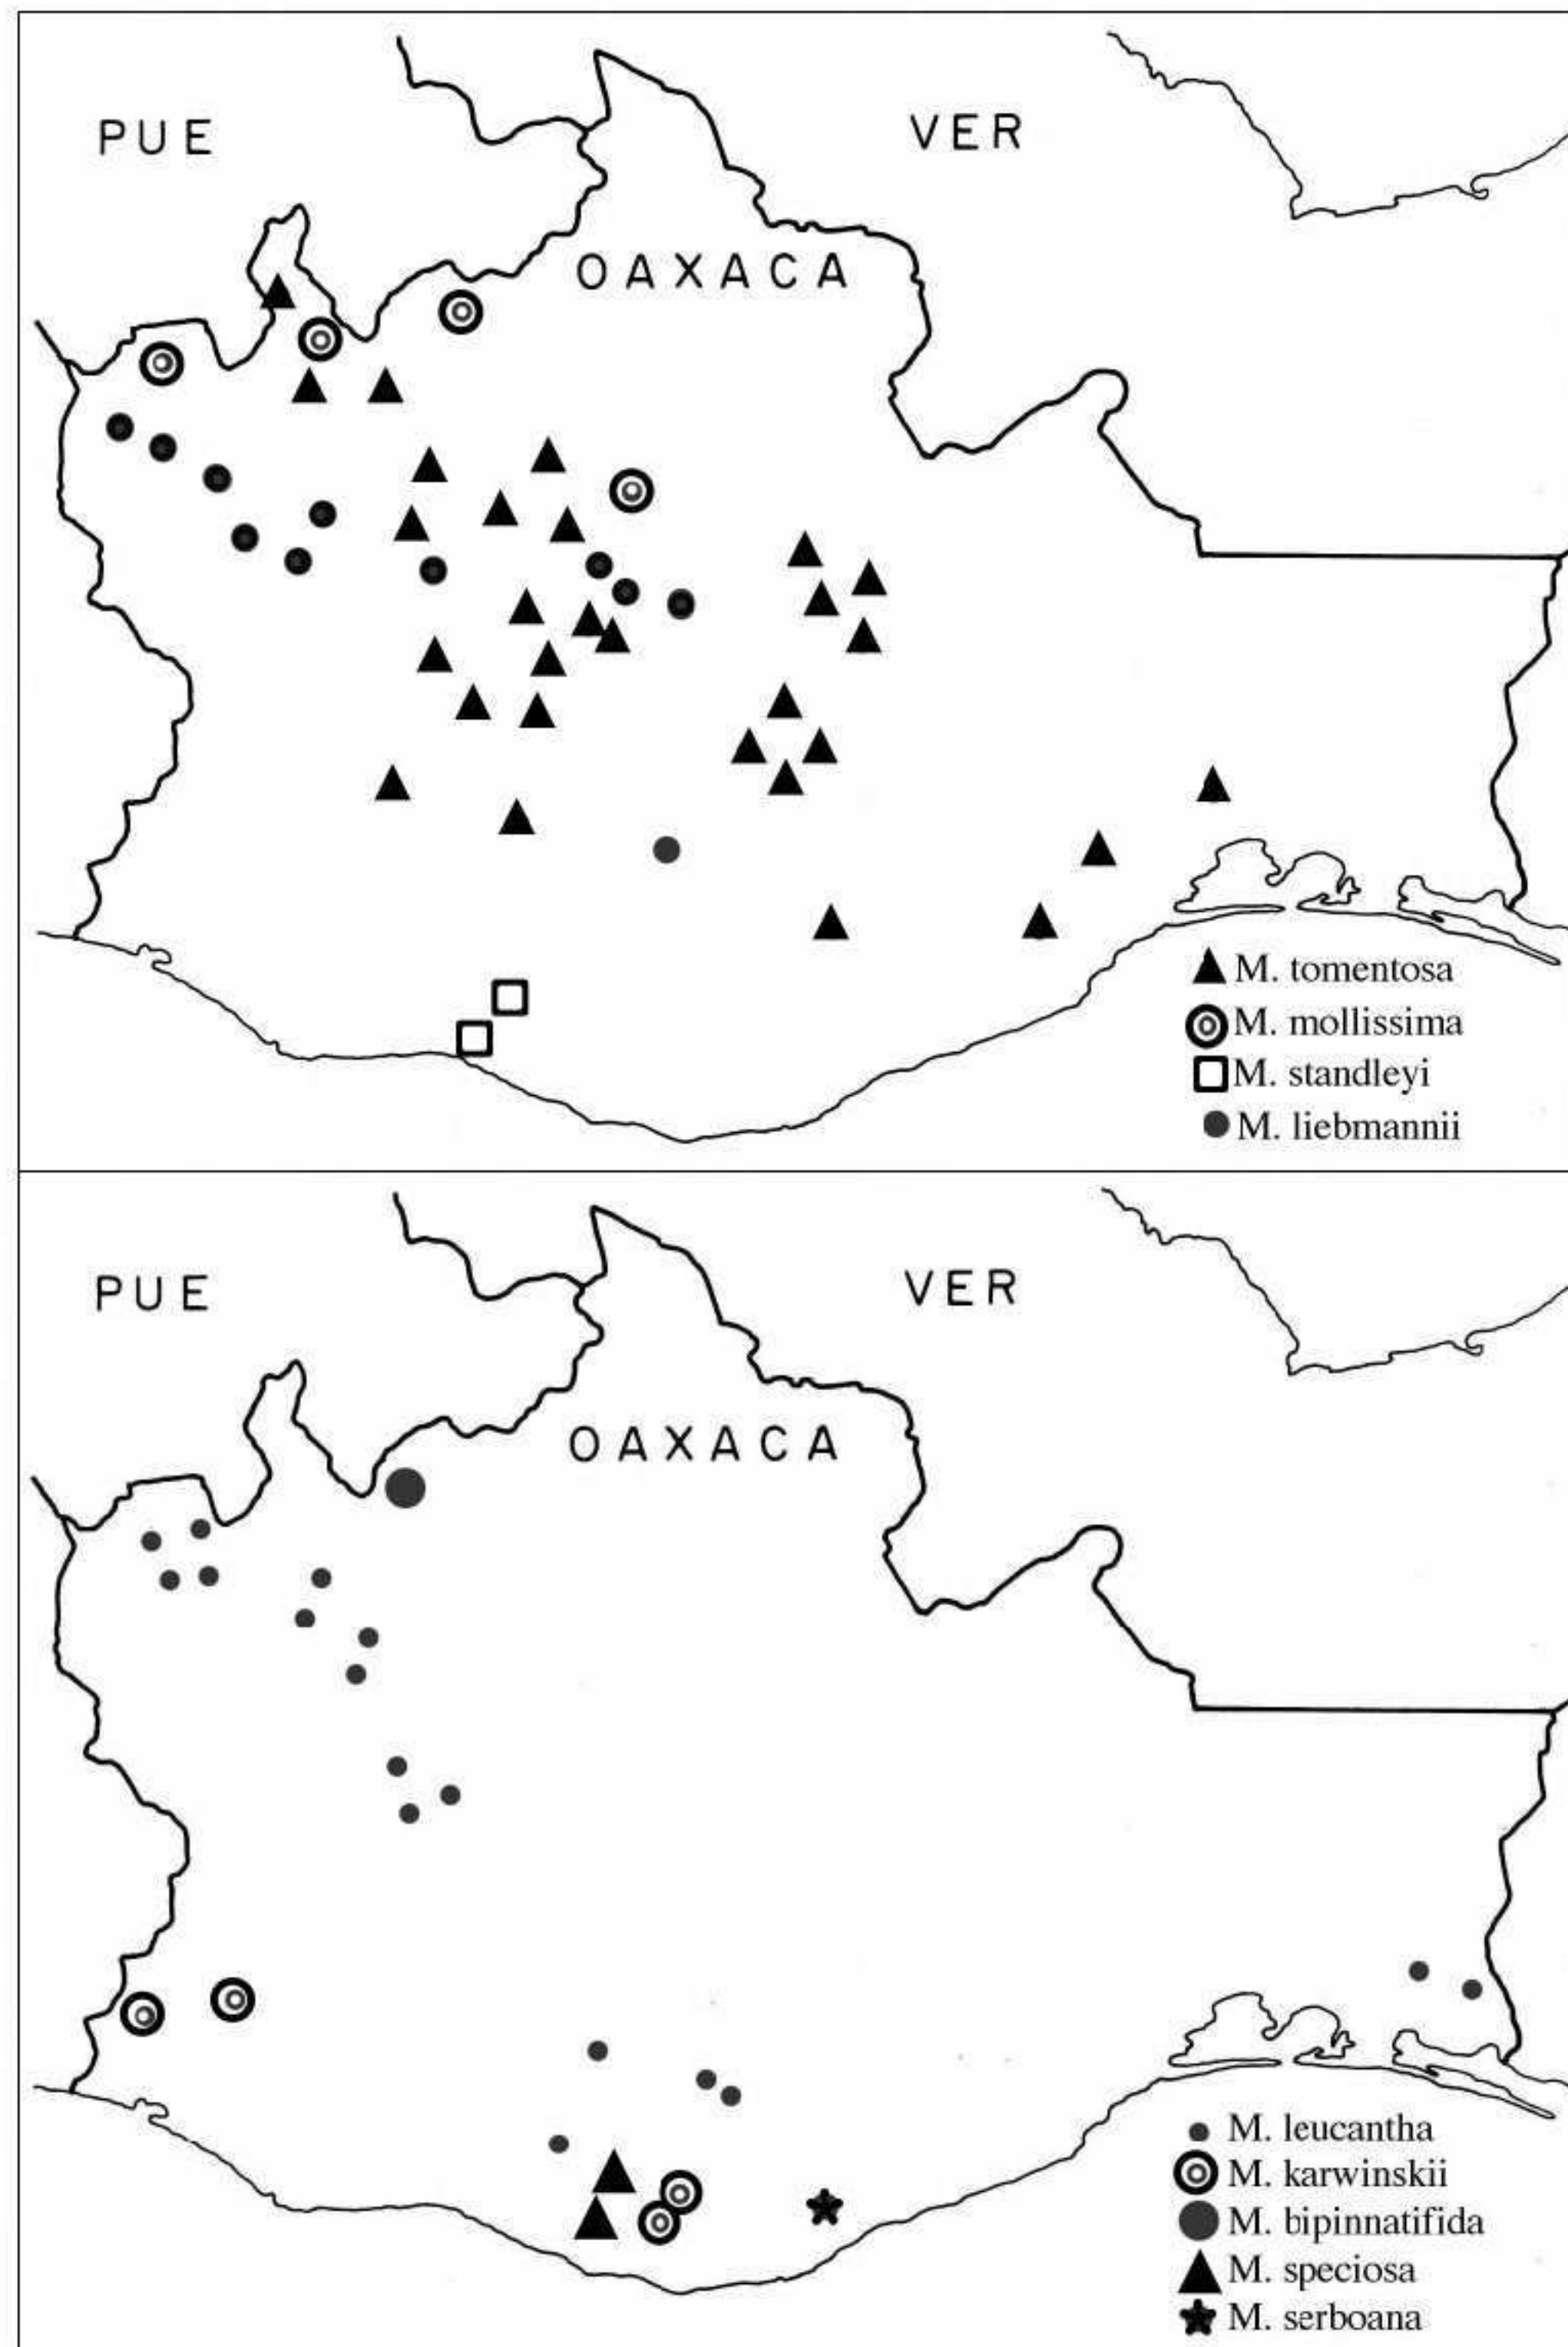 PUE
VER
OAXACA
M. tomentosa
M. mollissima
M. standleyi
M. liebmannii
PUE
VER
OAXACA
M. leucantha
M. karwinskii
M. bipinnatifida
M. speciosa
M. serboana